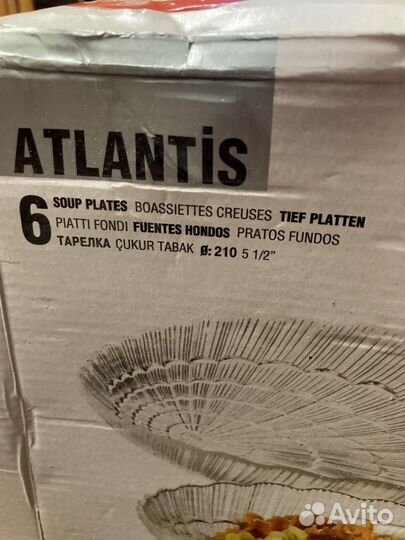 ATLANTİS
6 SOUP PLATES BOASSIETTES CREUSES TIEF PLATTEN
PIATTI FONDI FUENTES HONDOS PRATOS FUNDOS
ТАРЕЛКА ÇUKUR TABAK Ø: 210 5 1/2"
Avito